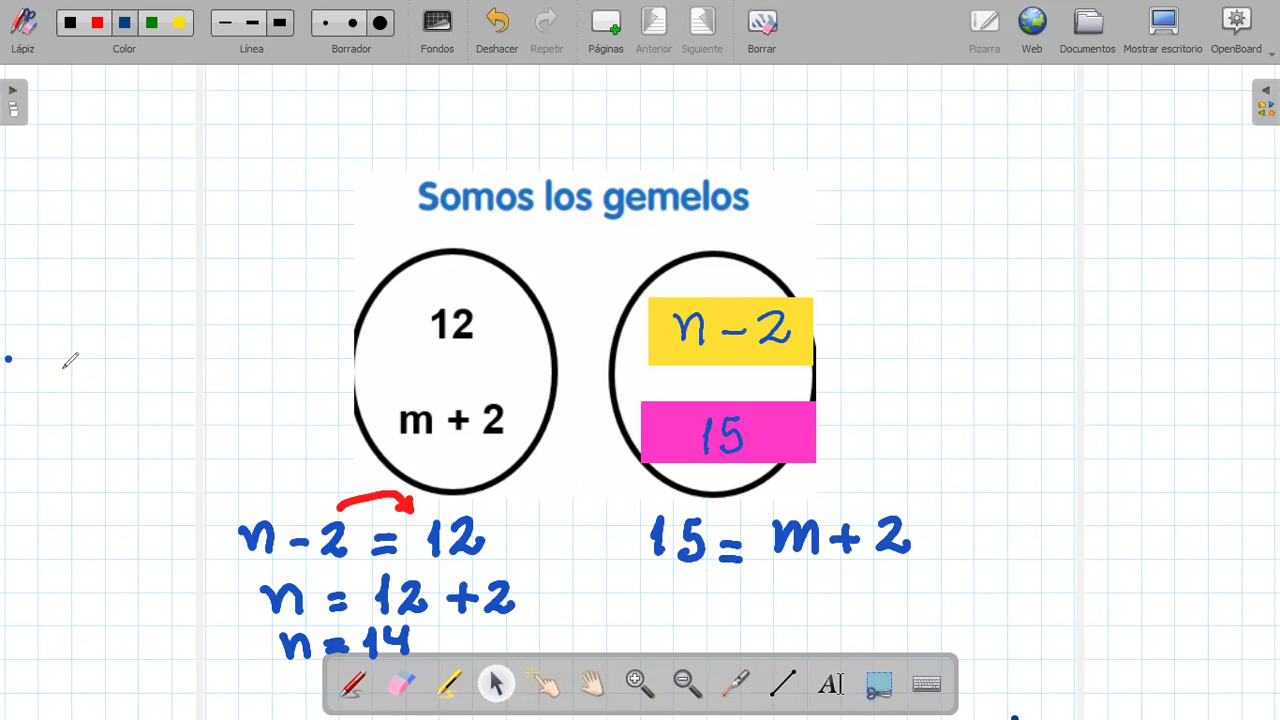 Lápiz Color Línea Borrador Fondos Deshacer Repetir Páginas Anterior Siguiente Borrar Pizarra Web Documentos Mostrar escritorio OpenBoard
Somos los gemelos
12
m + 2
n - 2
15
n - 2 = 12
n = 12 + 2
n = 14
15 = m + 2
AI